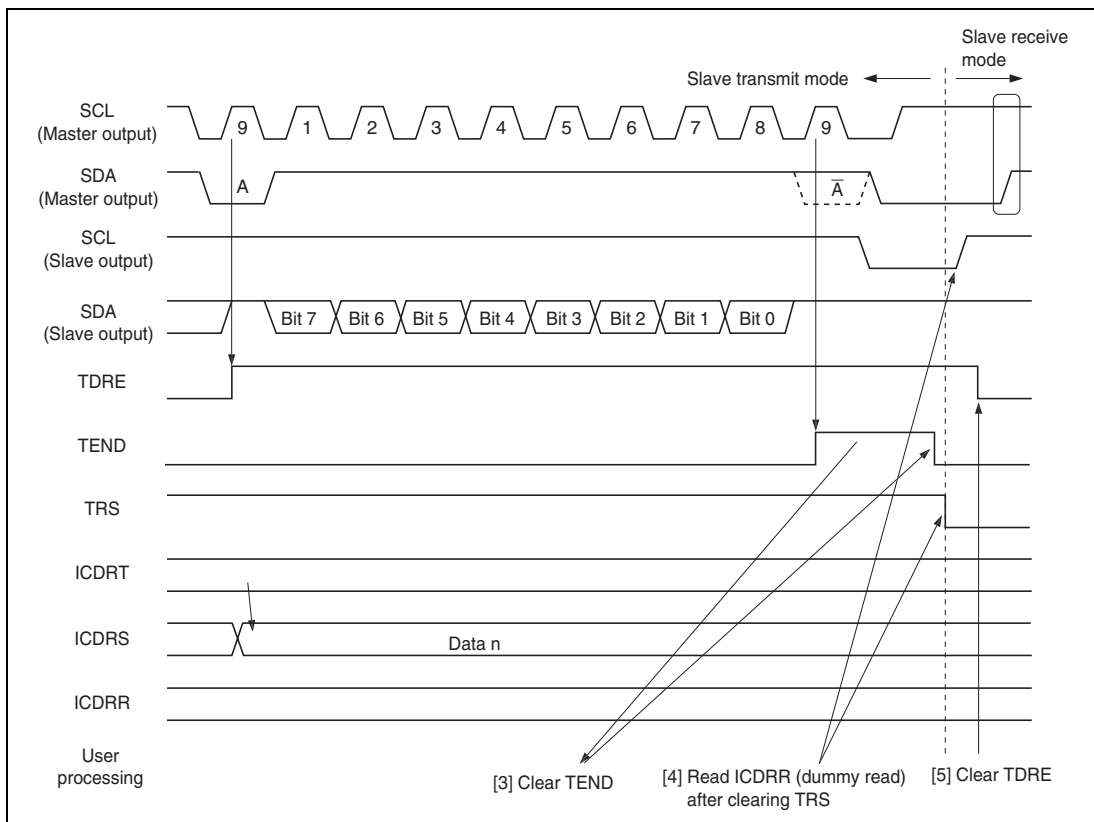 Slave receive
mode
Slave transmit mode
SCL
(Master output)
9 1 2 3 4 5 6 7 8 9
SDA
(Master output)
A A̅
SCL
(Slave output)
SDA
(Slave output)
Bit 7 Bit 6 Bit 5 Bit 4 Bit 3 Bit 2 Bit 1 Bit 0
TDRE
TEND
TRS
ICDRT
ICDRS
Data n
ICDRR
User
processing
[3] Clear TEND
[4] Read ICDRR (dummy read)
after clearing TRS
[5] Clear TDRE